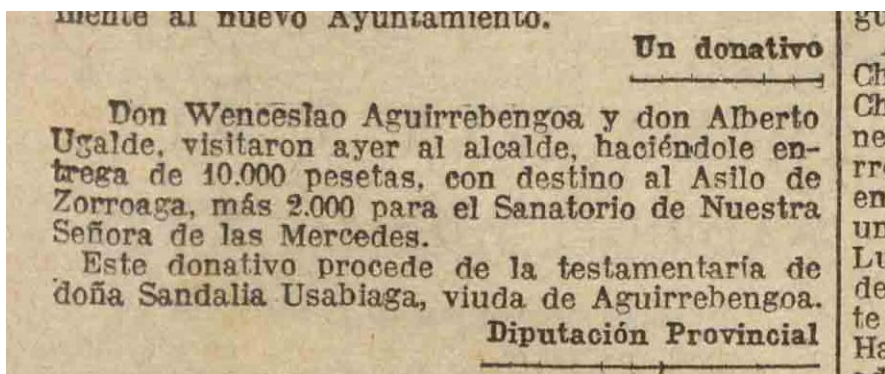 mente al nuevo Ayuntamiento.
Un donativo
Don Wenceslao Aguirrebengoa y don Alberto
Ugalde, visitaron ayer al alcalde, haciéndole en-
trega de 10.000 pesetas, con destino al Asilo de
Zorroaga, más 2.000 para el Sanatorio de Nuestra
Señora de las Mercedes.
Este donativo procede de la testamentaría de
doña Sandalia Usabiaga, viuda de Aguirrebengoa.
Diputación Provincial